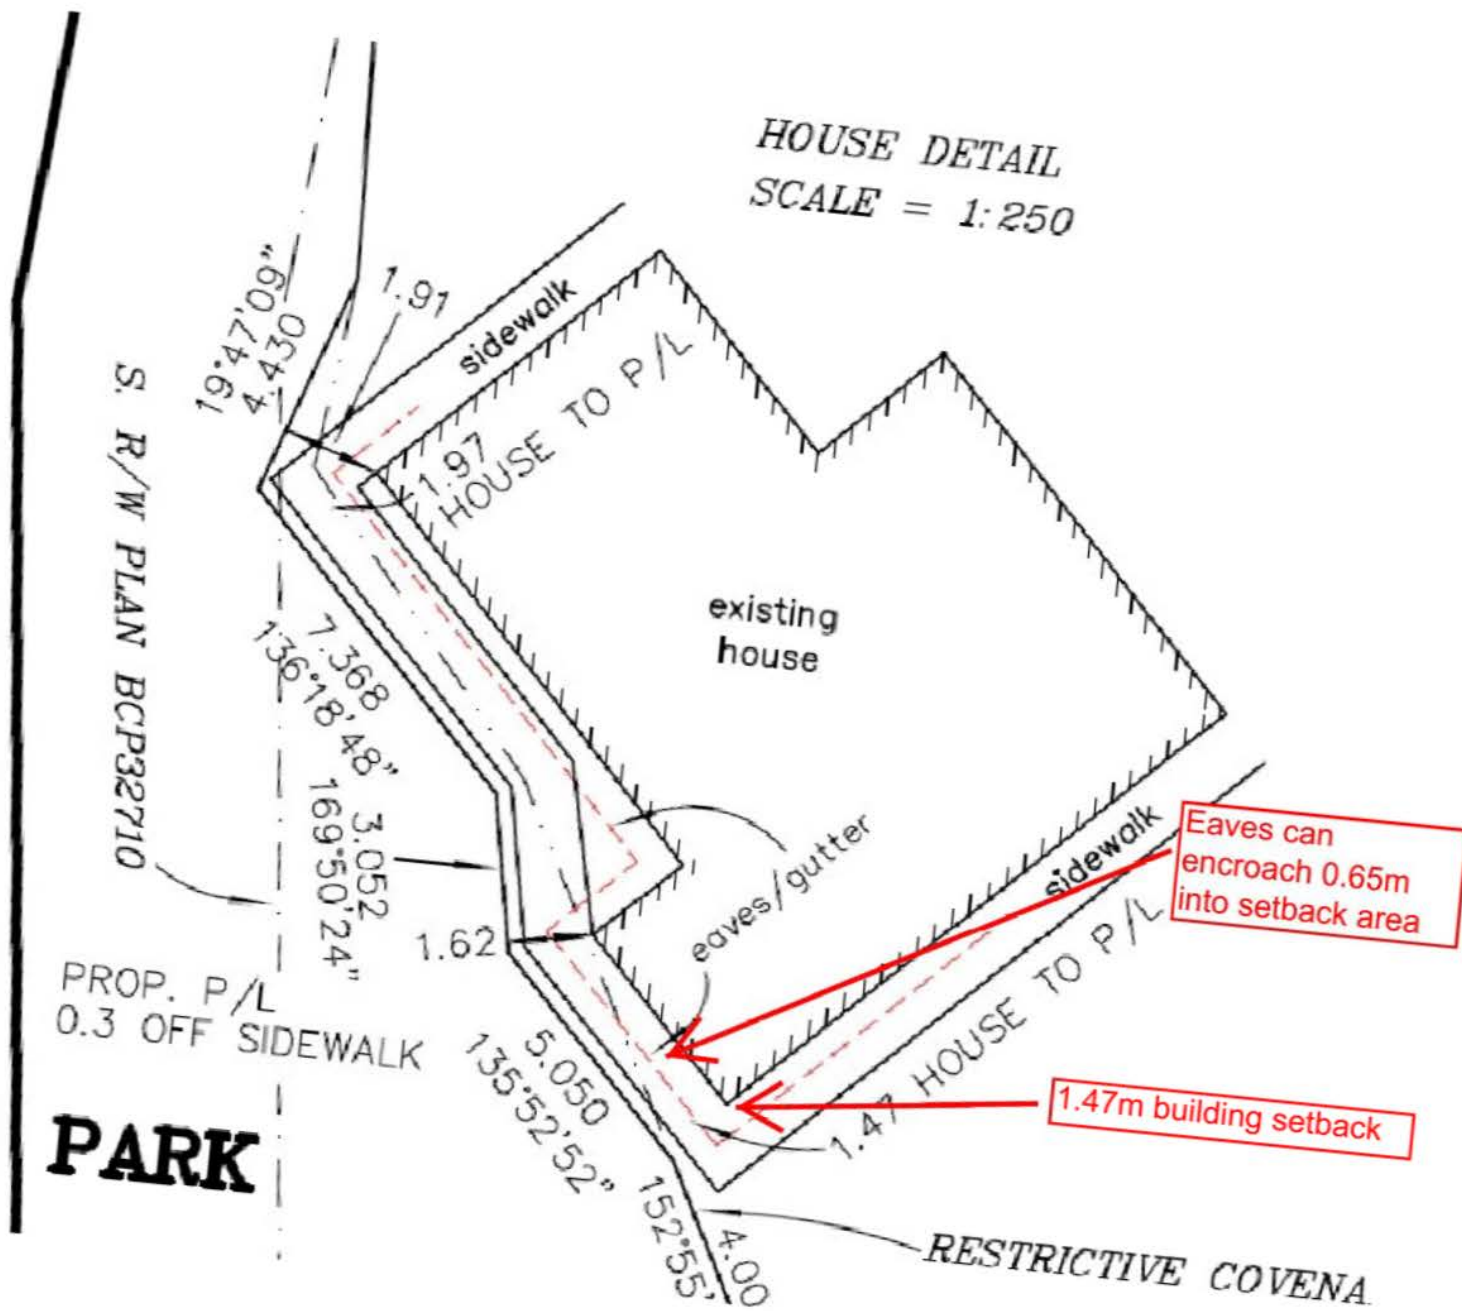 HOUSE DETAIL
SCALE = 1:250
19°47'09"
4.430
1.91
sidewalk
1.97
HOUSE TO P/L
S. R/W PLAN BCP32710
existing
house
7.368
136°18'48"
3.052
169°50'24"
eaves/gutter
sidewalk
Eaves can
encroach 0.65m
into setback area
1.62
PROP. P/L
0.3 OFF SIDEWALK
5.050
135°52'52"
1.47 HOUSE TO P/L
1.47m building setback
PARK
152°55'
4.00
RESTRICTIVE COVENA